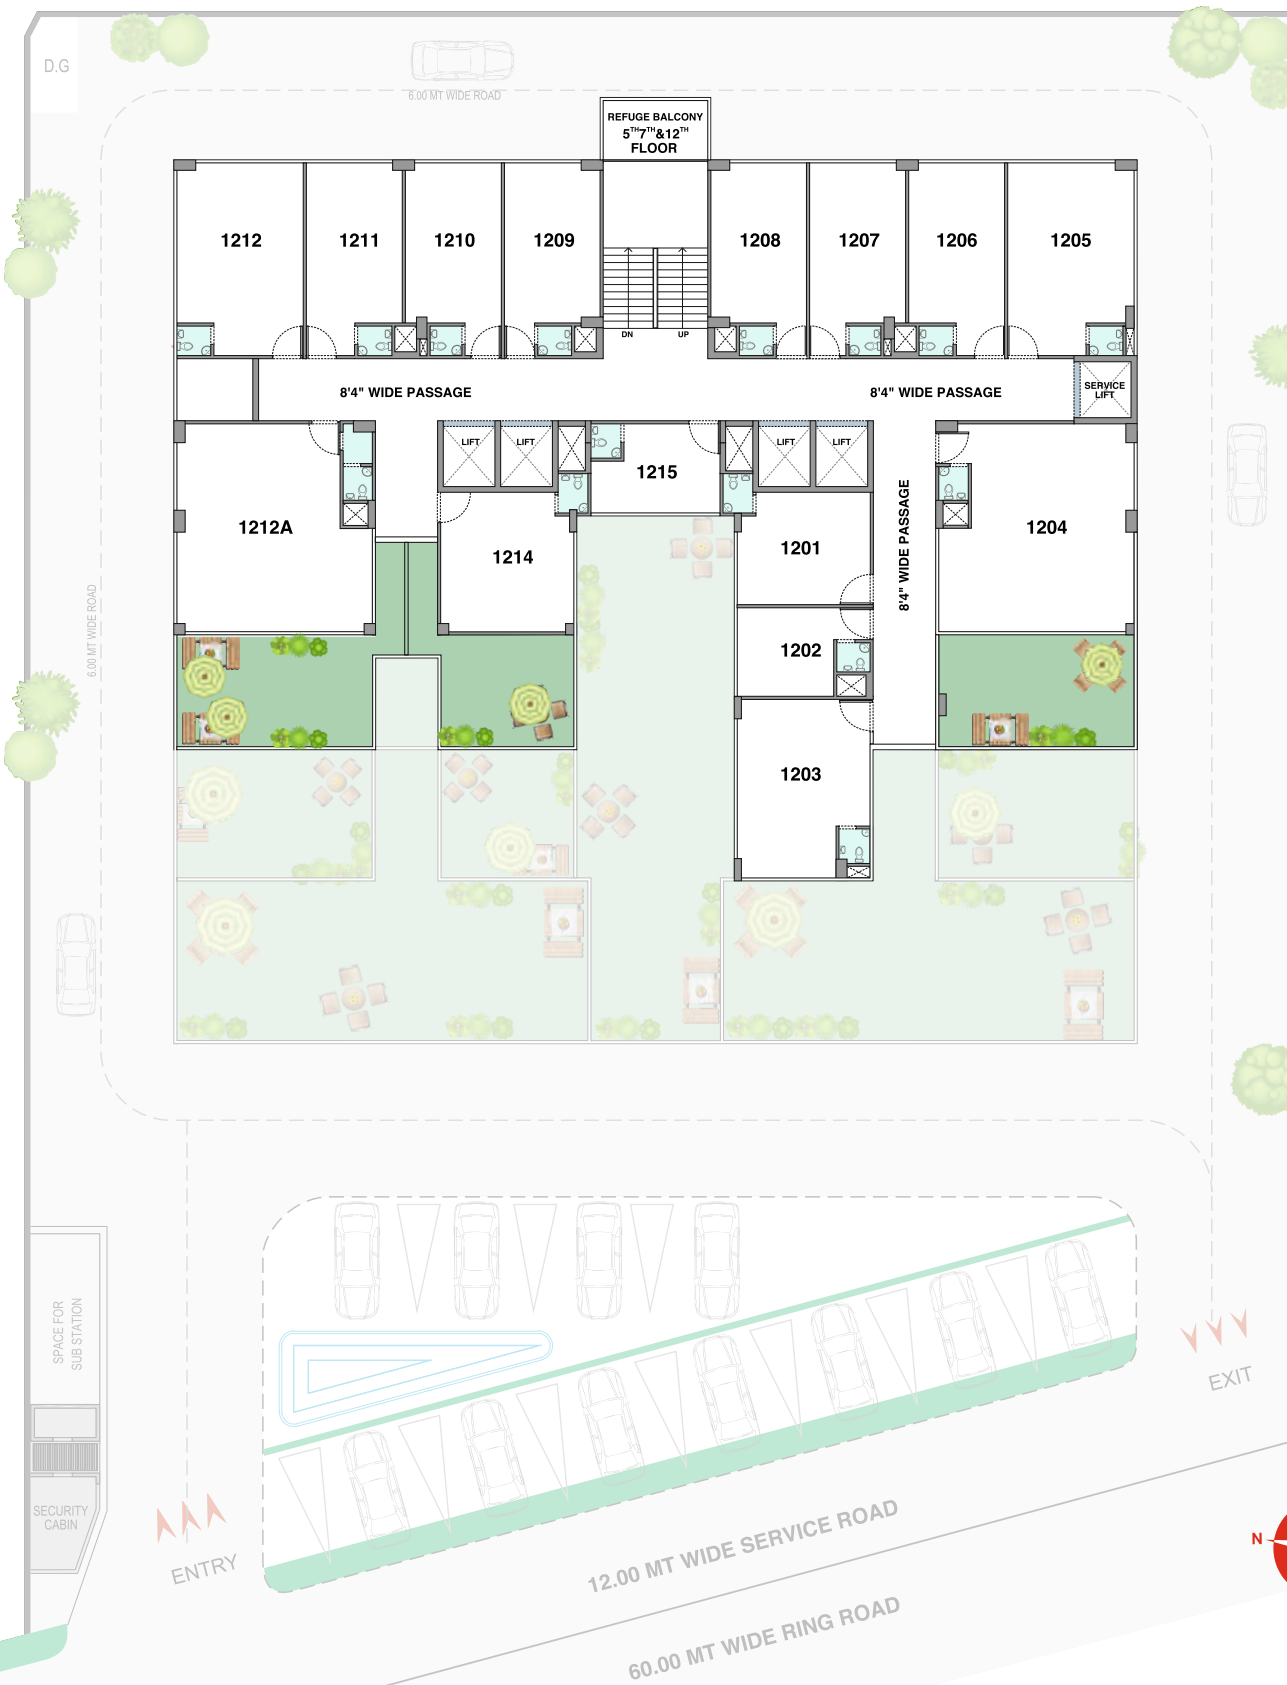 D.G
6.00 MT WIDE ROAD
REFUGE BALCONY
5TH 7TH & 12TH
FLOOR
1212
1211
1210
1209
1208
1207
1206
1205
DN
UP
8'4" WIDE PASSAGE
8'4" WIDE PASSAGE
SERVICE
LIFT
LIFT
LIFT
LIFT
LIFT
1215
1212A
1214
1201
8'4" WIDE PASSAGE
1204
6.00 MT WIDE ROAD
1202
1203
SPACE FOR
SUB STATION
EXIT
SECURITY
CABIN
ENTRY
12.00 MT WIDE SERVICE ROAD
N
60.00 MT WIDE RING ROAD